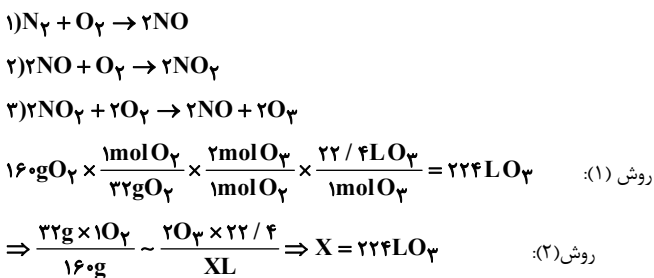 ۱)N₂ + O₂ → ۲NO
۲)۲NO + O₂ → ۲NO₂
۳)۲NO₂ + ۲O₂ → ۲NO + ۲O₃
روش (۱): ۱۶۰gO₂ × ۱molO₂/۳۲gO₂ × ۲molO₃/۱molO₂ × ۲۲/۴LO₃/۱molO₃ = ۲۲۴LO₃
روش(۲): ⇒ ۳۲g×۱O₂/۱۶۰g ~ ۲O₃×۲۲/۴/XL ⇒ X = ۲۲۴LO₃